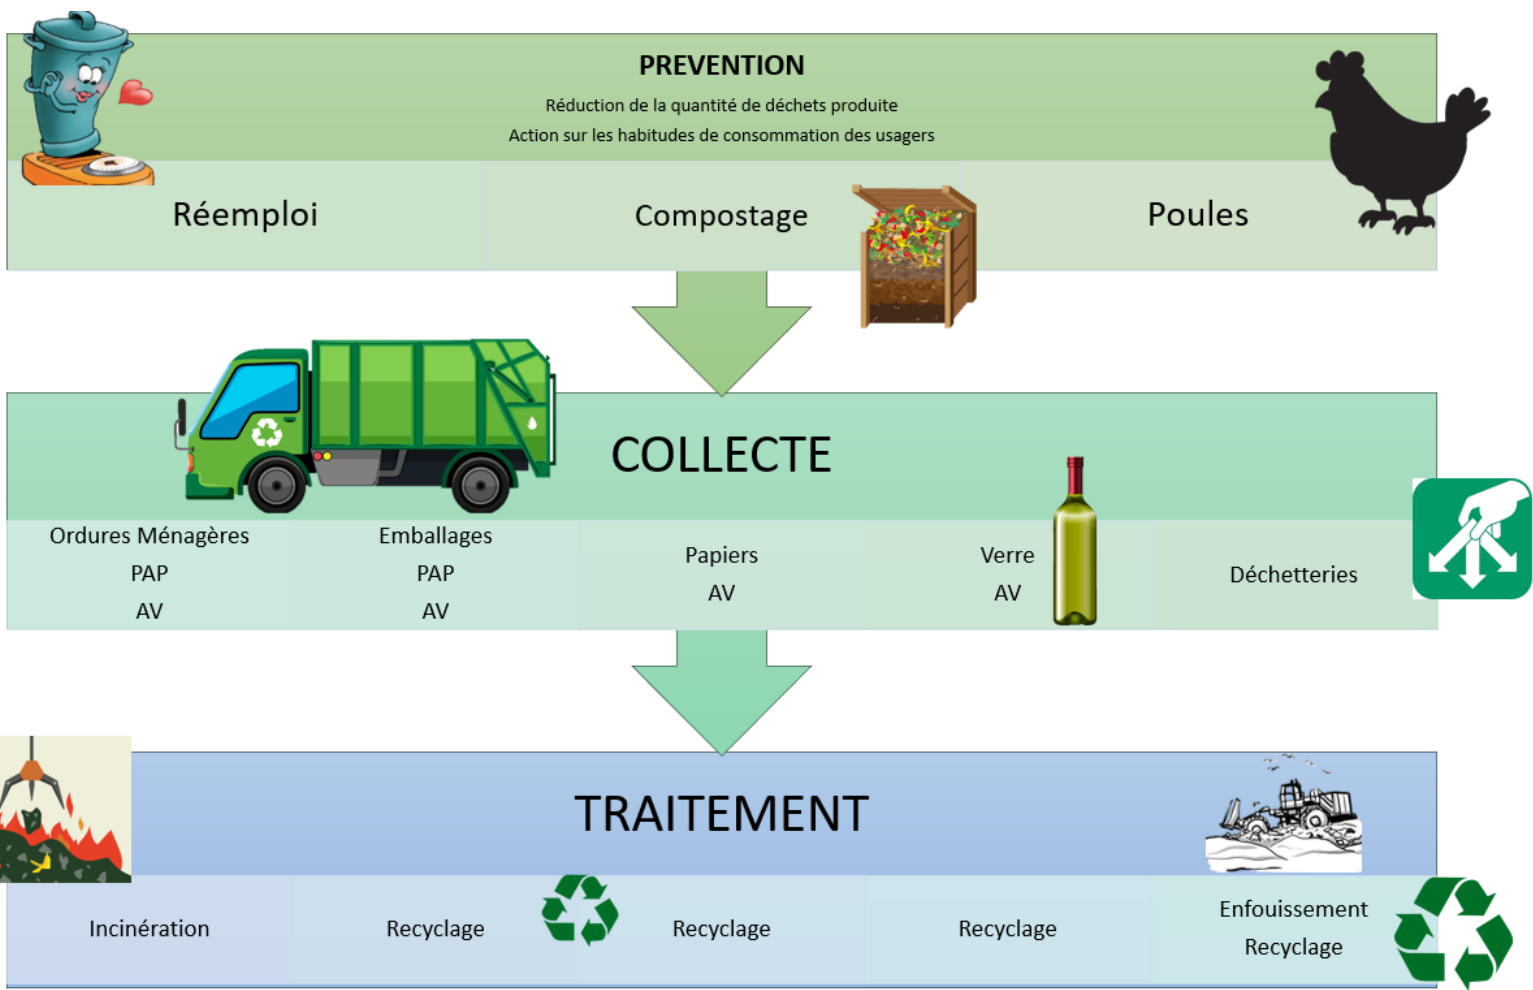 PREVENTION
Réduction de la quantité de déchets produite
Action sur les habitudes de consommation des usagers
Réemploi
Compostage
Poules
COLLECTE
Ordures Ménagères
PAP
AV
Emballages
PAP
AV
Papiers
AV
Verre
AV
Déchetteries
TRAITEMENT
Incinération
Recyclage
Recyclage
Recyclage
Enfouissement
Recyclage